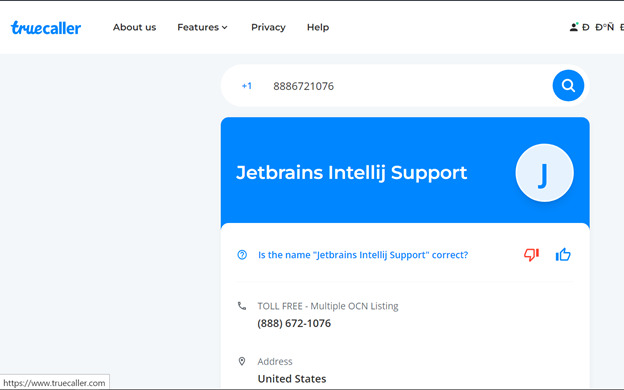 truecaller About us Features Privacy Help Ð Ð°Ñ
+1 8886721076
Jetbrains Intellij Support
J
Is the name "Jetbrains Intellij Support" correct?
TOLL FREE - Multiple OCN Listing
(888) 672-1076
Address
United States
https://www.truecaller.com